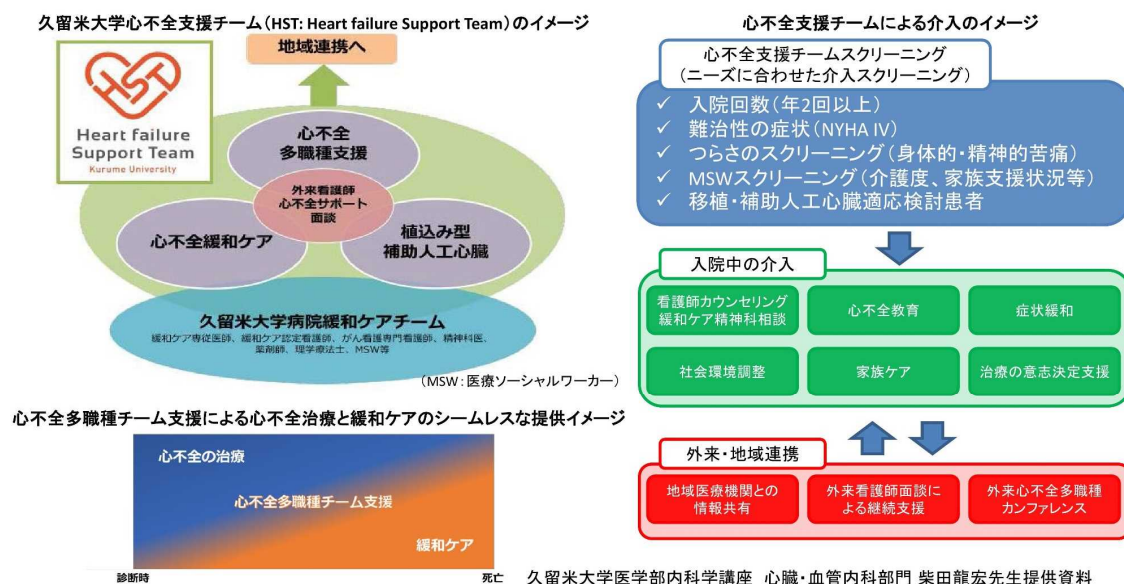 久留米大学心不全支援チーム(HST: Heart failure Support Team)のイメージ
地域連携へ
HST
Heart failure
Support Team
Kurume University
心不全
多職種支援
外来看護師
心不全サポート
面談
心不全緩和ケア
植込み型
補助人工心臓
久留米大学病院緩和ケアチーム
緩和ケア専従医師、緩和ケア認定看護師、がん看護専門看護師、精神科医、
薬剤師、理学療法士、MSW等
(MSW:医療ソーシャルワーカー)
心不全多職種チーム支援による心不全治療と緩和ケアのシームレスな提供イメージ
心不全の治療
心不全多職種チーム支援
緩和ケア
診断時
死亡
心不全支援チームによる介入のイメージ
心不全支援チームスクリーニング
(ニーズに合わせた介入スクリーニング)
✓ 入院回数(年2回以上)
✓ 難治性の症状(NYHA IV)
✓ つらさのスクリーニング(身体的・精神的苦痛)
✓ MSWスクリーニング(介護度、家族支援状況等)
✓ 移植・補助人工心臓適応検討患者
入院中の介入
看護師カウンセリング
緩和ケア精神科相談
心不全教育
症状緩和
社会環境調整
家族ケア
治療の意志決定支援
外来・地域連携
地域医療機関との
情報共有
外来看護師面談に
よる継続支援
外来心不全多職種
カンファレンス
久留米大学医学部内科学講座 心臓・血管内科部門 柴田龍宏先生提供資料